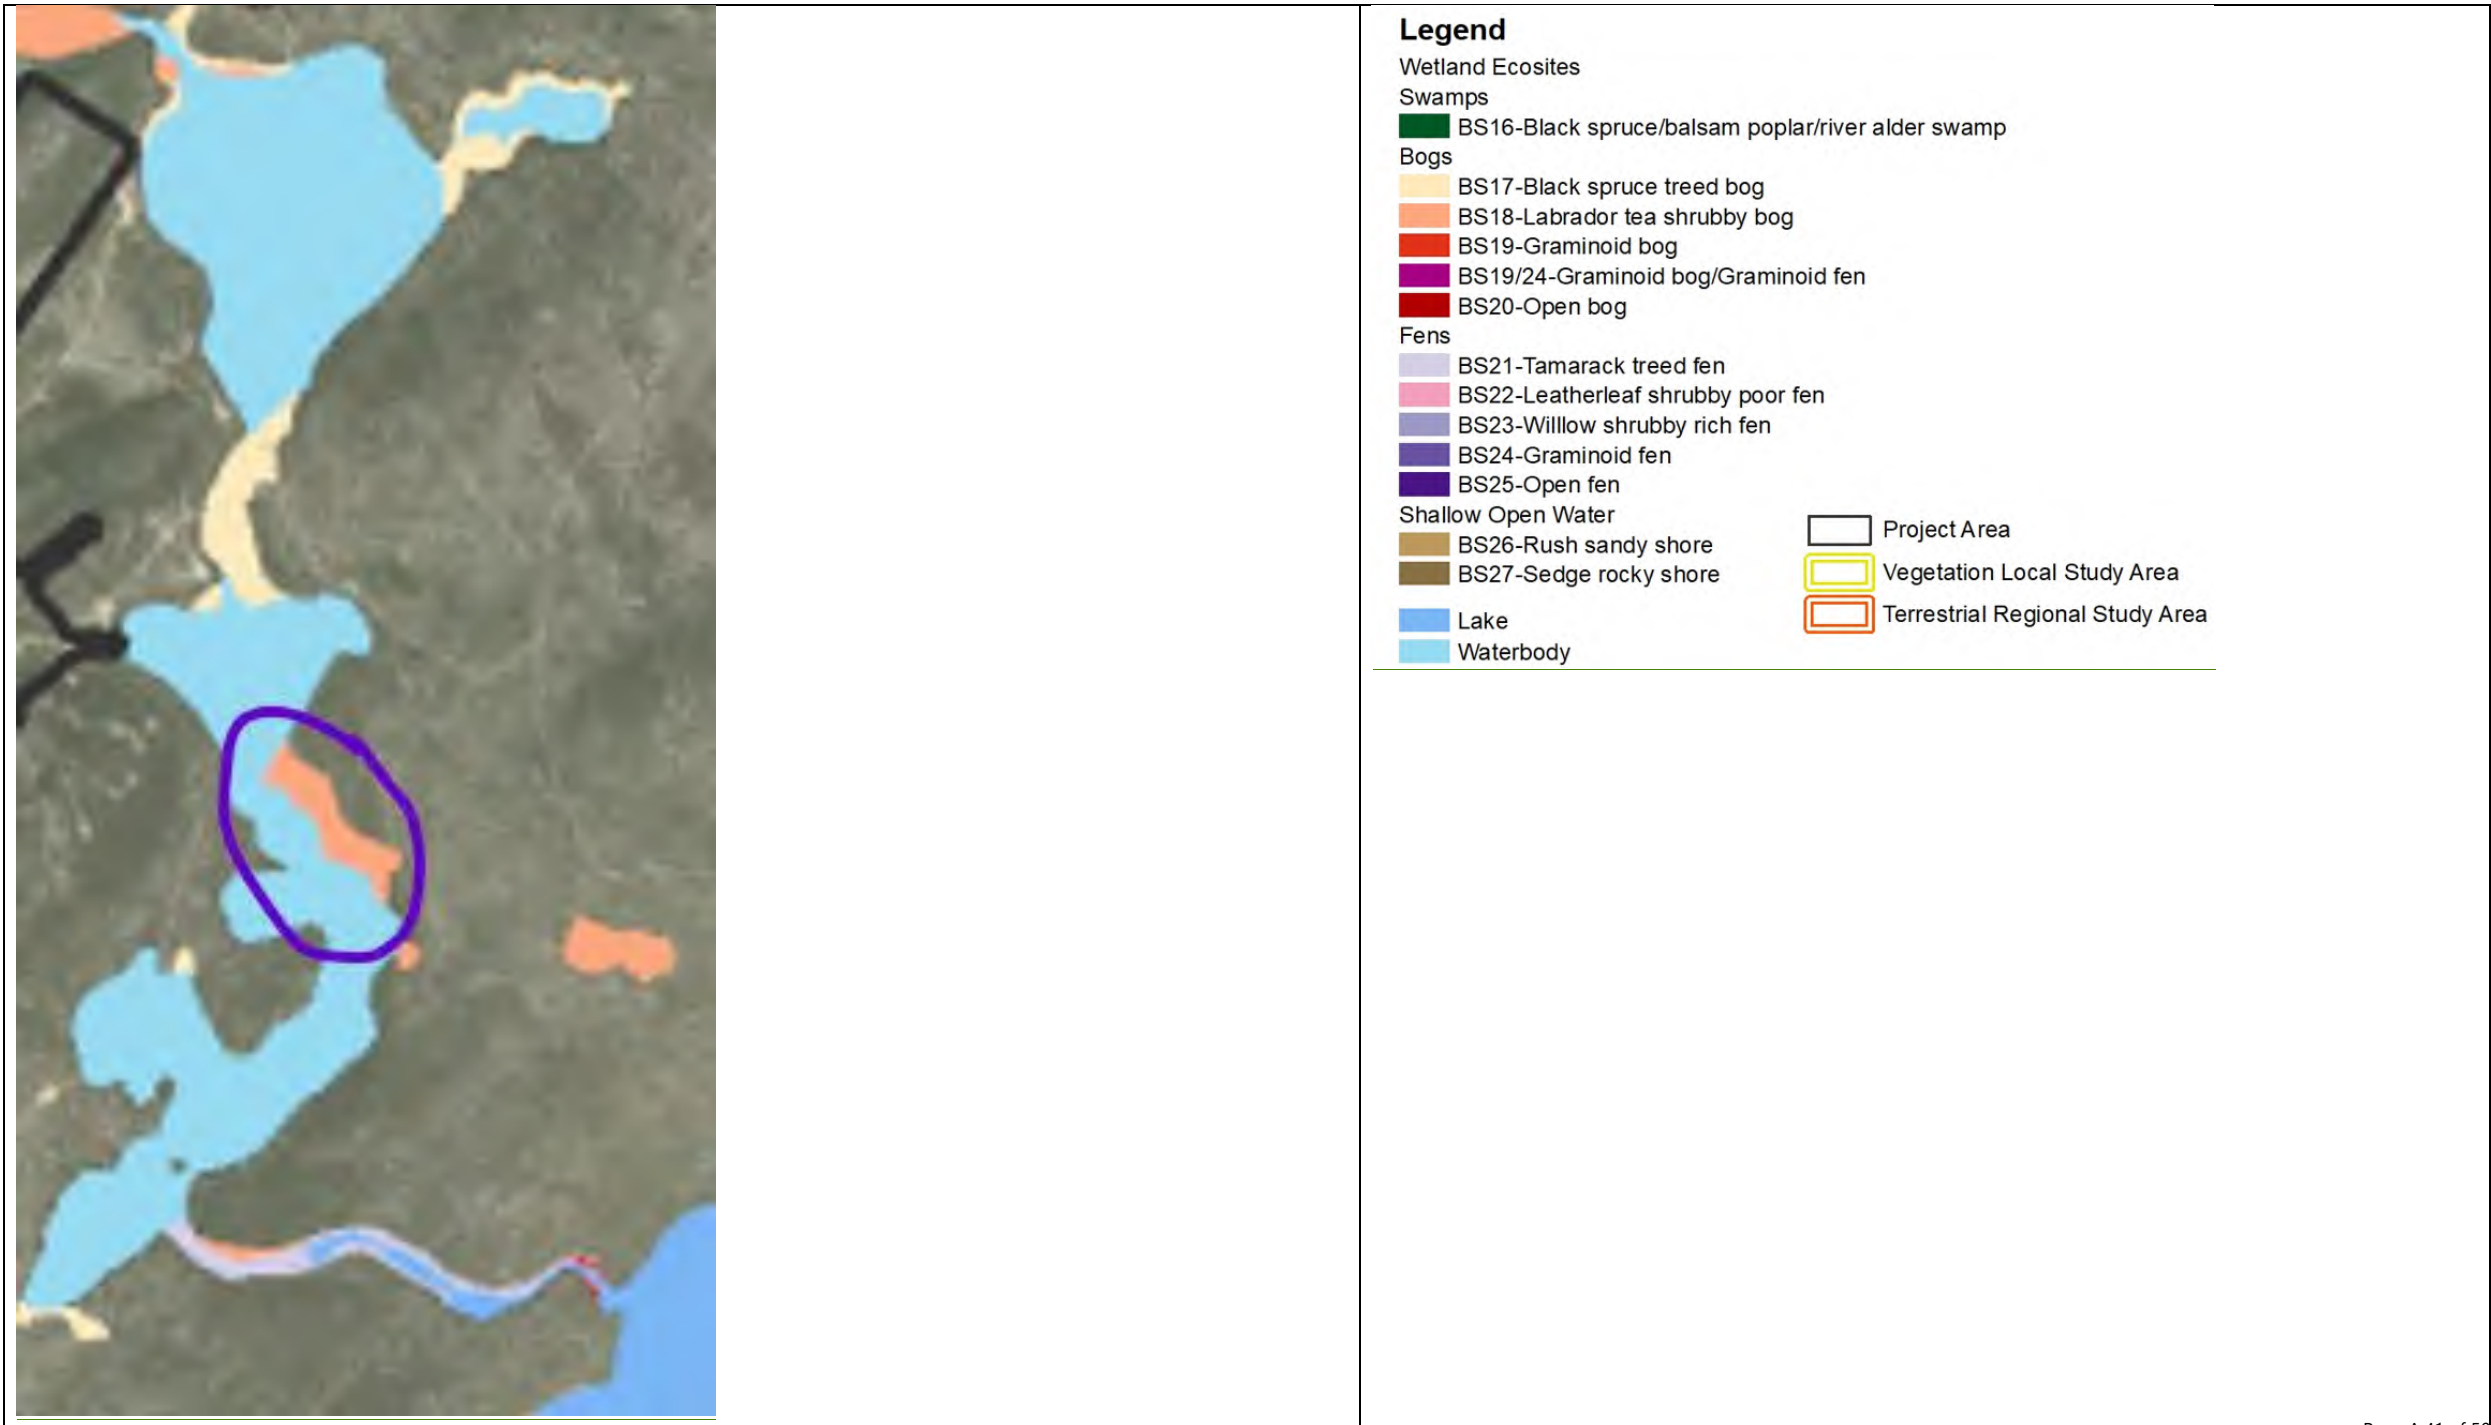 Legend
Wetland Ecosites
Swamps
BS16-Black spruce/balsam poplar/river alder swamp
Bogs
BS17-Black spruce treed bog
BS18-Labrador tea shrubby bog
BS19-Graminoid bog
BS19/24-Graminoid bog/Graminoid fen
BS20-Open bog
Fens
BS21-Tamarack treed fen
BS22-Leatherleaf shrubby poor fen
BS23-Willlow shrubby rich fen
BS24-Graminoid fen
BS25-Open fen
Shallow Open Water
BS26-Rush sandy shore
BS27-Sedge rocky shore
Lake
Waterbody
Project Area
Vegetation Local Study Area
Terrestrial Regional Study Area